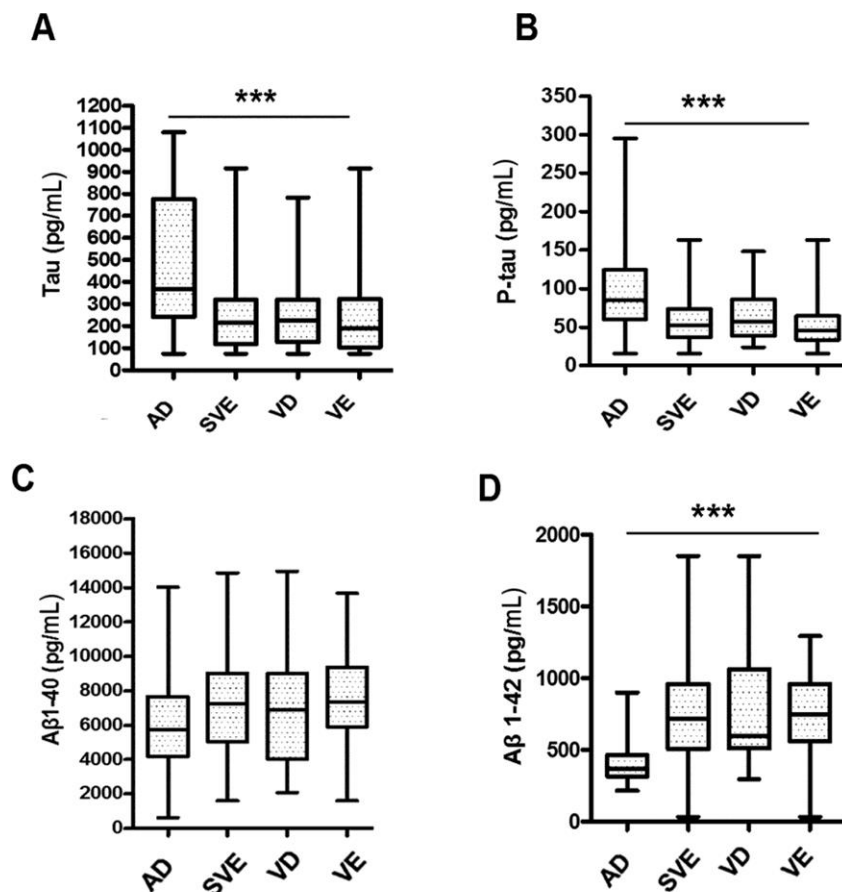 A
***
Tau (pg/mL)
1200
1100
1000
900
800
700
600
500
400
300
200
100
0
AD
SVE
VD
VE
B
***
P-tau (pg/mL)
350
300
250
200
150
100
50
0
AD
SVE
VD
VE
C
Aβ1-40 (pg/mL)
18000
16000
14000
12000
10000
8000
6000
4000
2000
0
AD
SVE
VD
VE
D
***
Aβ 1-42 (pg/mL)
2000
1500
1000
500
0
AD
SVE
VD
VE